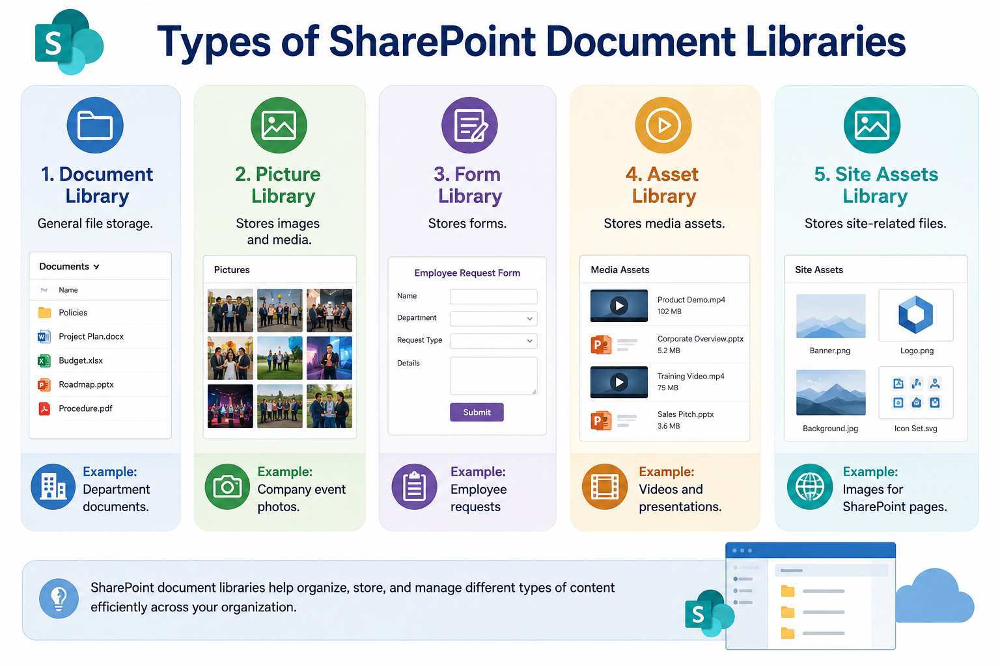 S
Types of SharePoint Document Libraries
1. Document
Library
General file storage.
Documents
Name
Policies
Project Plan.docx
Budget.xlsx
Roadmap.pptx
Procedure.pdf
Example:
Department
documents.
2. Picture
Library
Stores images
and media.
Pictures
Example:
Company event
photos.
3. Form
Library
Stores forms.
Employee Request Form
Name
Department
Request Type
Details
Submit
Example:
Employee
requests
4. Asset
Library
Stores media assets.
Media Assets
Product Demo.mp4
102 MB
P
Corporate Overview.pptx
5.2 MB
Training Video.mp4
75 MB
P
Sales Pitch.pptx
3.6 MB
Example:
Videos and
presentations.
5. Site Assets
Library
Stores site-related files.
Site Assets
Banner.png
Logo.png
Background.jpg
Icon Set.svg
Example:
Images for
SharePoint pages.
SharePoint document libraries help organize, store, and manage different types of content
efficiently across your organization.
S